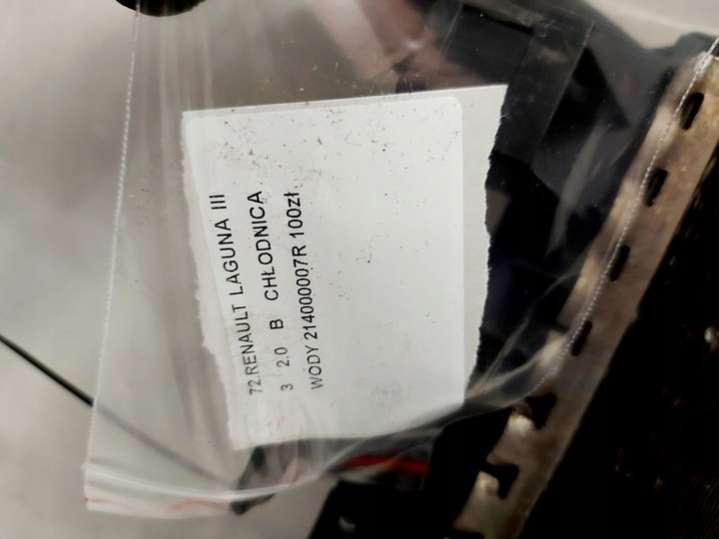 72.RENAULT LAGUNA III
3 2.0 B CHŁODNICA
WODY 214000007R 100zł